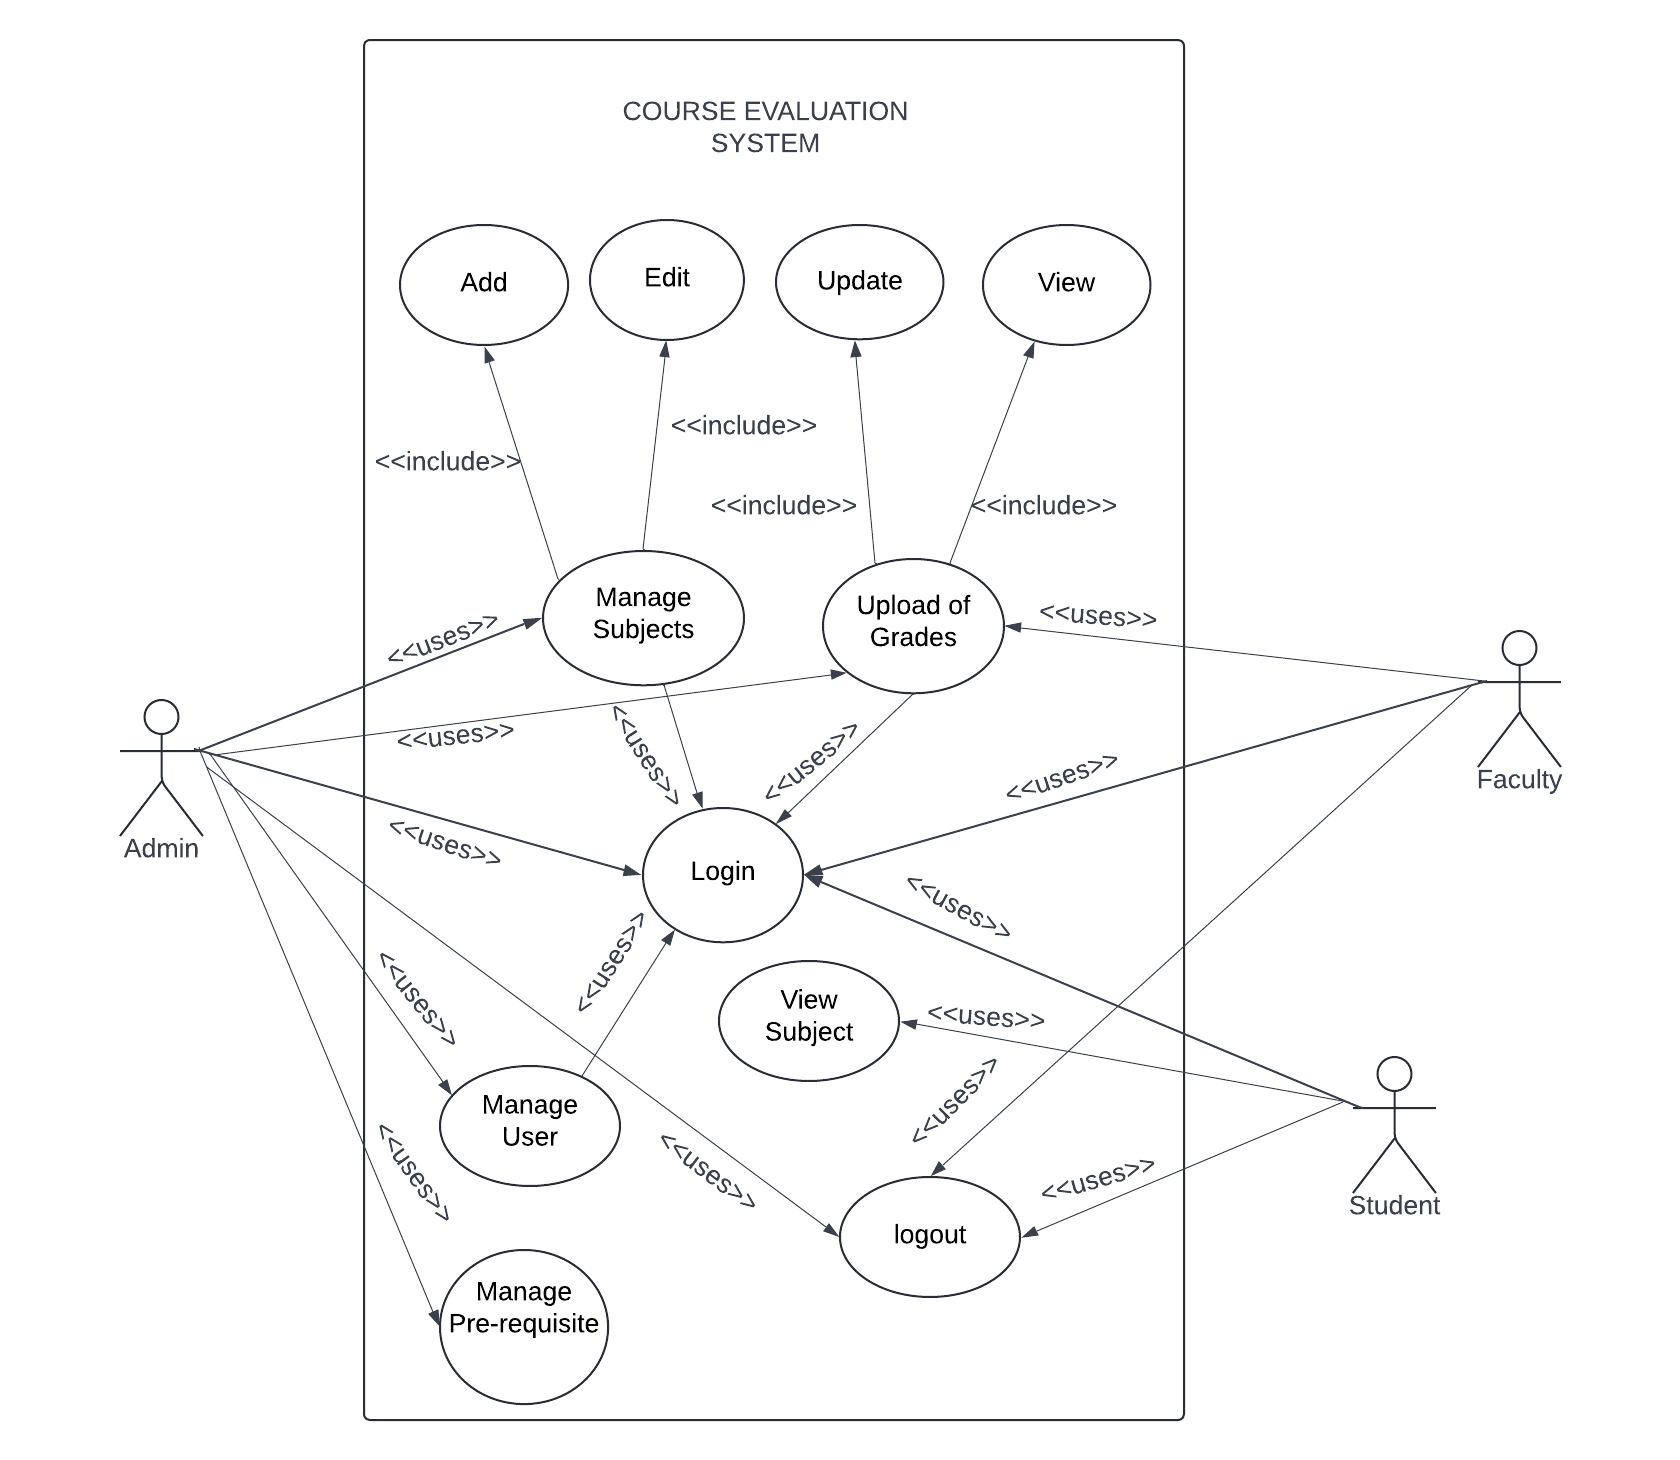 COURSE EVALUATION
SYSTEM
Add
Edit
Update
View
<<include>>
<<include>>
<<include>>
<<include>>
Manage
Subjects
Upload of
Grades
<<uses>>
<<uses>>
<<uses>>
<<uses>>
<<uses>>
<<uses>>
Faculty
Admin
<<uses>>
Login
<<uses>>
<<uses>>
<<uses>>
View
Subject
<<uses>>
<<uses>>
Manage
User
<<uses>>
<<uses>>
<<uses>>
<<uses>>
Student
logout
Manage
Pre-requisite